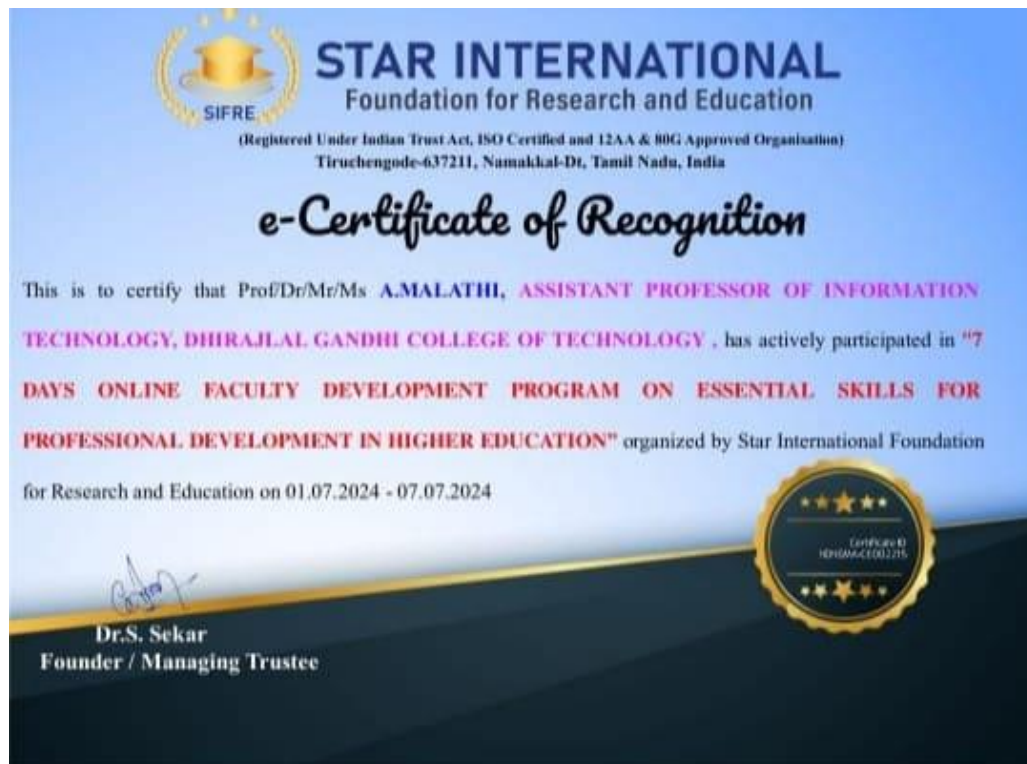 SIFRE
STAR INTERNATIONAL
Foundation for Research and Education
(Registered Under Indian Trust Act, ISO Certified and 12AA & 80G Approved Organisation)
Tiruchengode-637211, Namakkal-Dt, Tamil Nadu, India
e-Certificate of Recognition
This is to certify that Prof/Dr/Mr/Ms A.MALATHI, ASSISTANT PROFESSOR OF INFORMATION
TECHNOLOGY, DHIRAJLAL GANDHI COLLEGE OF TECHNOLOGY , has actively participated in "7
DAYS ONLINE FACULTY DEVELOPMENT PROGRAM ON ESSENTIAL SKILLS FOR
PROFESSIONAL DEVELOPMENT IN HIGHER EDUCATION" organized by Star International Foundation
for Research and Education on 01.07.2024 - 07.07.2024
Certificate ID
Dr.S. Sekar
Founder / Managing Trustee